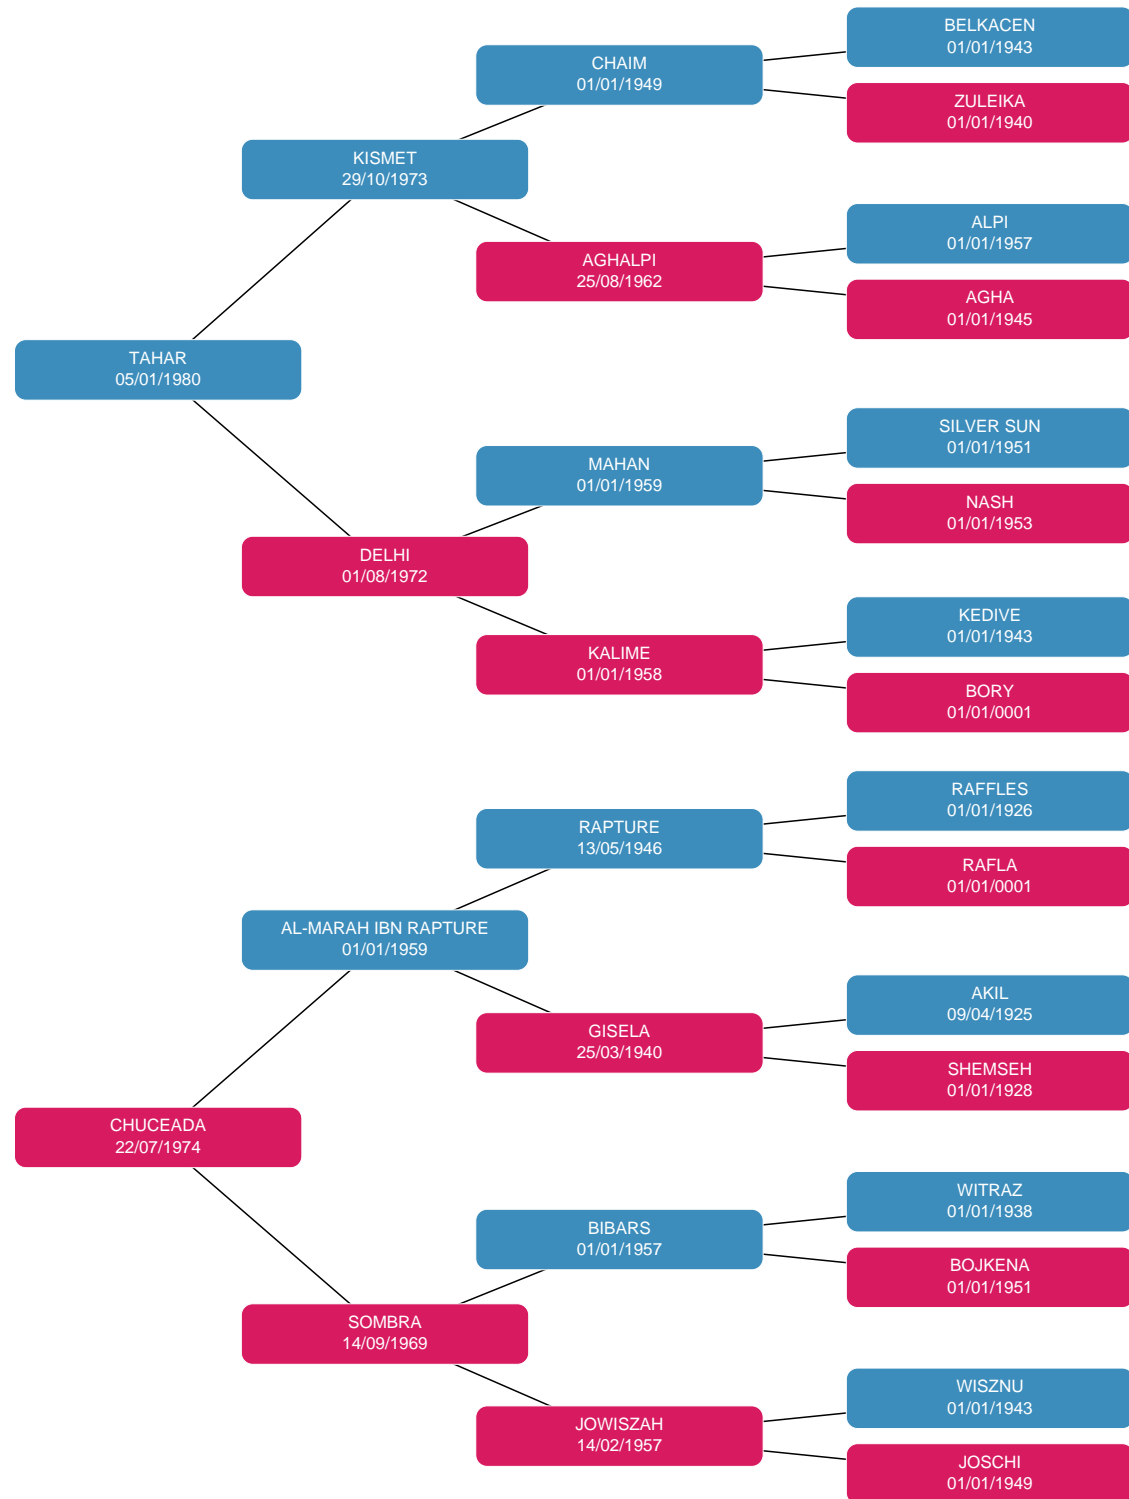 BELKACEN
01/01/1943
CHAIM
01/01/1949
ZULEIKA
01/01/1940
KISMET
29/10/1973
ALPI
01/01/1957
AGHALPI
25/08/1962
AGHA
01/01/1945
TAHAR
05/01/1980
SILVER SUN
01/01/1951
MAHAN
01/01/1959
NASH
01/01/1953
DELHI
01/08/1972
KEDIVE
01/01/1943
KALIME
01/01/1958
BORY
01/01/0001
RAFFLES
01/01/1926
RAPTURE
13/05/1946
RAFLA
01/01/0001
AL-MARAH IBN RAPTURE
01/01/1959
AKIL
09/04/1925
GISELA
25/03/1940
SHEMSEH
01/01/1928
CHUCEADA
22/07/1974
WITRAZ
01/01/1938
BIBARS
01/01/1957
BOJKENA
01/01/1951
SOMBRA
14/09/1969
WISZNU
01/01/1943
JOWISZAH
14/02/1957
JOSCHI
01/01/1949